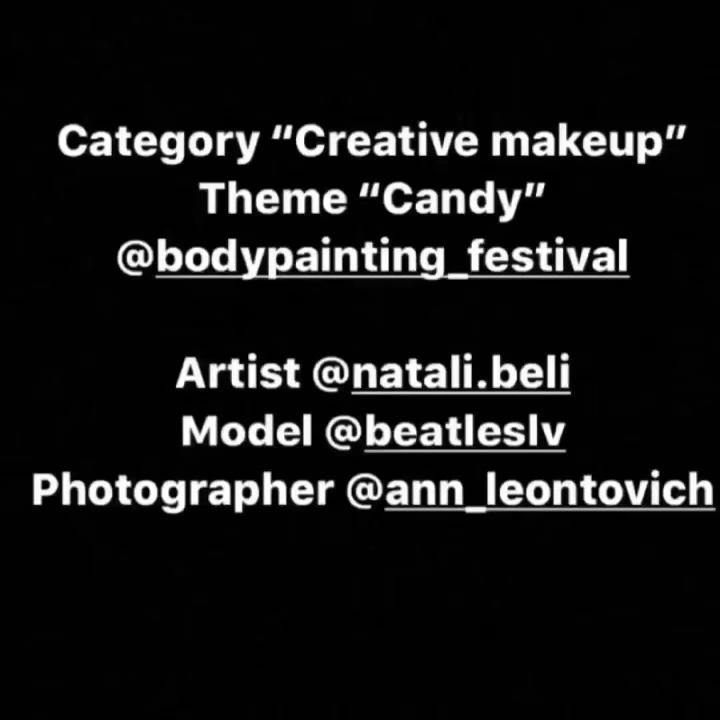 Category “Creative makeup”
Theme “Candy”
@bodypainting_festival
Artist @natali.beli
Model @beatleslv
Photographer @ann_leontovich